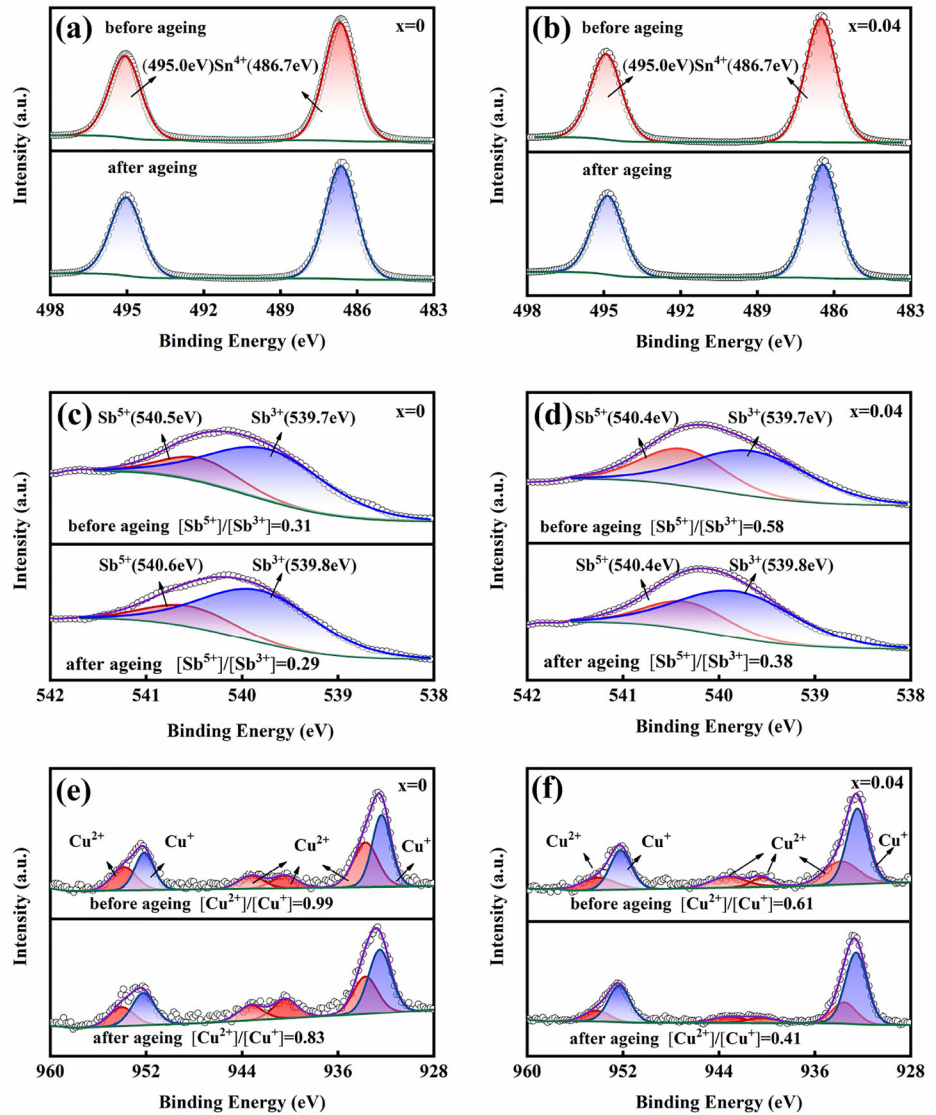 (a) before ageing x=0
(495.0eV)Sn⁴⁺(486.7eV)
after ageing
Intensity (a.u.)
498 495 492 489 486 483
Binding Energy (eV)
(b) before ageing x=0.04
(495.0eV)Sn⁴⁺(486.7eV)
after ageing
Intensity (a.u.)
498 495 492 489 486 483
Binding Energy (eV)
(c) x=0
Sb⁵⁺(540.5eV) Sb³⁺(539.7eV)
before ageing [Sb⁵⁺]/[Sb³⁺]=0.31
Sb⁵⁺(540.6eV) Sb³⁺(539.8eV)
after ageing [Sb⁵⁺]/[Sb³⁺]=0.29
Intensity (a.u.)
542 541 540 539 538
Binding Energy (eV)
(d) x=0.04
Sb⁵⁺(540.4eV) Sb³⁺(539.7eV)
before ageing [Sb⁵⁺]/[Sb³⁺]=0.58
Sb⁵⁺(540.4eV) Sb³⁺(539.8eV)
after ageing [Sb⁵⁺]/[Sb³⁺]=0.38
Intensity (a.u.)
542 541 540 539 538
Binding Energy (eV)
(e) x=0
Cu²⁺ Cu⁺ Cu²⁺ Cu⁺
before ageing [Cu²⁺]/[Cu⁺]=0.99
after ageing [Cu²⁺]/[Cu⁺]=0.83
Intensity (a.u.)
960 952 944 936 928
Binding Energy (eV)
(f) x=0.04
Cu²⁺ Cu⁺ Cu²⁺ Cu⁺
before ageing [Cu²⁺]/[Cu⁺]=0.61
after ageing [Cu²⁺]/[Cu⁺]=0.41
Intensity (a.u.)
960 952 944 936 928
Binding Energy (eV)